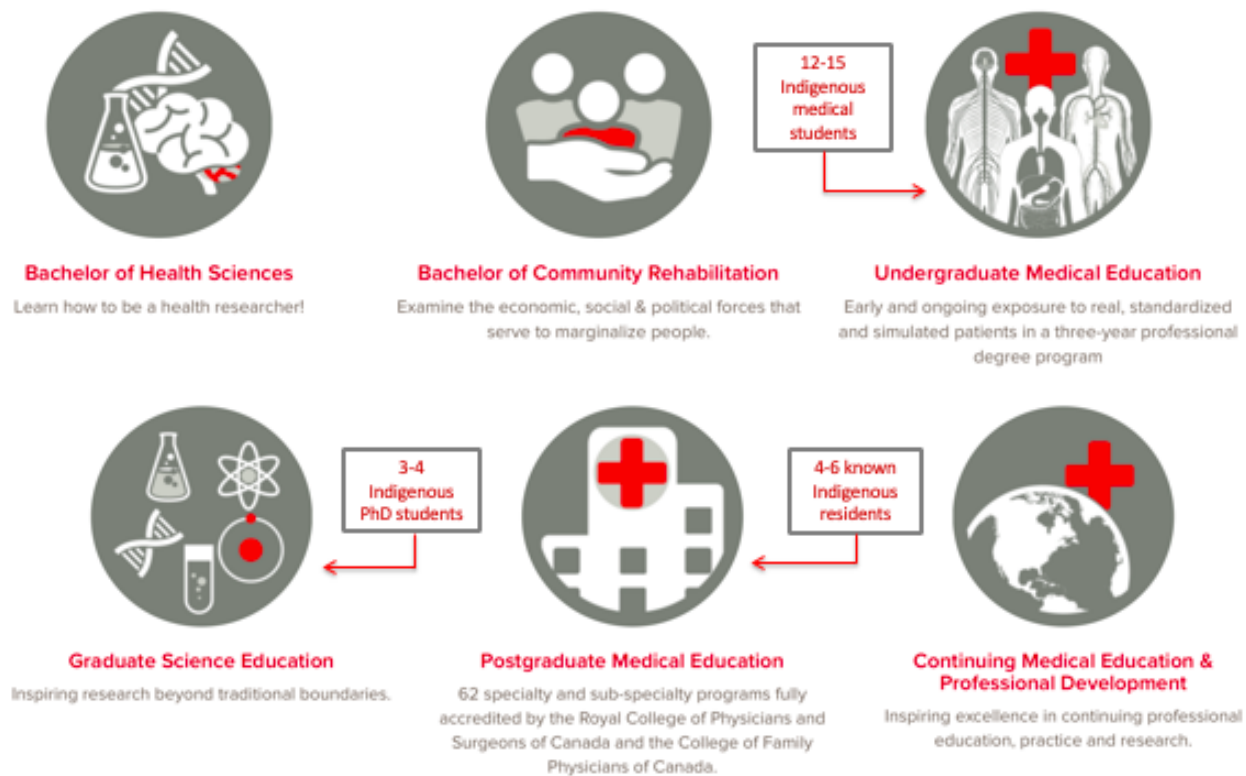 12-15
Indigenous
medical
students
Bachelor of Health Sciences
Learn how to be a health researcher!
Bachelor of Community Rehabilitation
Examine the economic, social & political forces that
serve to marginalize people.
Undergraduate Medical Education
Early and ongoing exposure to real, standardized
and simulated patients in a three-year professional
degree program
3-4
Indigenous
PhD students
4-6 known
Indigenous
residents
Graduate Science Education
Inspiring research beyond traditional boundaries.
Postgraduate Medical Education
62 specialty and sub-specialty programs fully
accredited by the Royal College of Physicians and
Surgeons of Canada and the College of Family
Physicians of Canada.
Continuing Medical Education &
Professional Development
Inspiring excellence in continuing professional
education, practice and research.